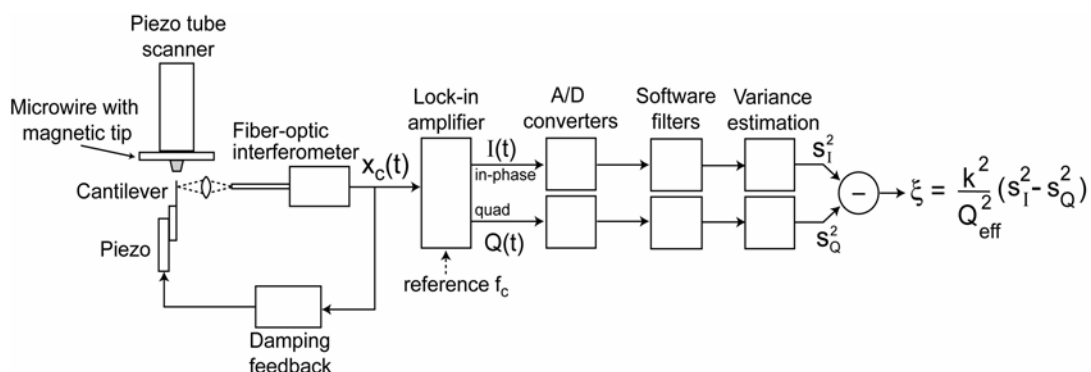 Piezo tube
scanner
Microwire with
magnetic tip
Fiber-optic
interferometer
Cantilever
Piezo
x_c(t)
Damping
feedback
Lock-in
amplifier
I(t)
in-phase
quad
Q(t)
reference f_c
A/D
converters
Software
filters
Variance
estimation
s_I^2
s_Q^2
−
ξ = k^2/Q_eff^2 (s_I^2 - s_Q^2)